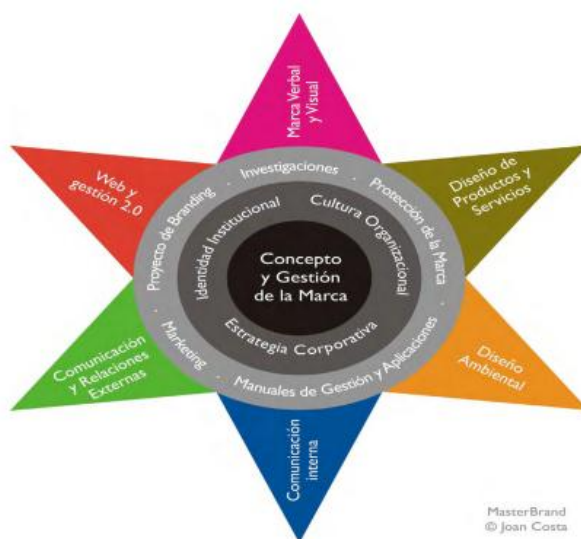 Marca Verbal
y Visual
Diseño de
Productos y
Servicios
Diseño
Ambiental
Comunicación
interna
Comunicación
y Relaciones
Externas
Web y
gestión 2.0
Proyecto de Branding · Investigaciones · Protección de la Marca · Manuales de Gestión y Aplicaciones · Marketing ·
Identidad Institucional
Cultura Organizacional
Estrategia Corporativa
Concepto
y Gestión
de la Marca
MasterBrand
© Joan Costa